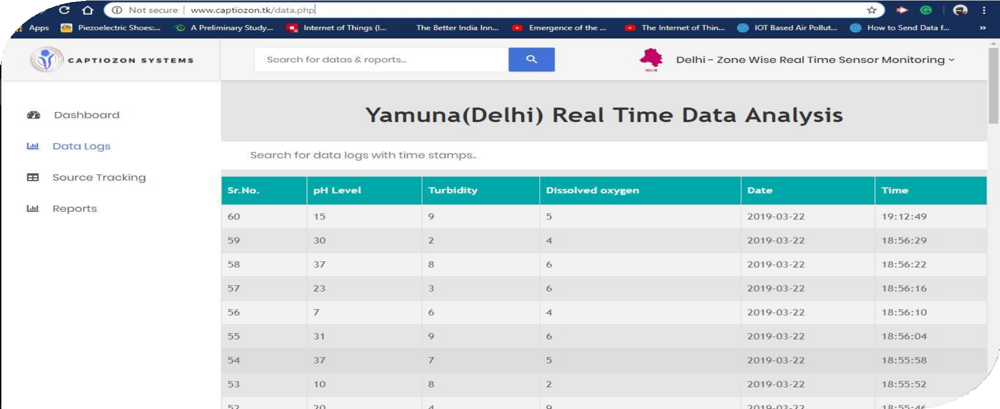 Not secure | www.captiozon.tk/data.php
Apps Piezoelectric Shoes:... A Preliminary Study... Internet of Things (I... The Better India Inn... Emergence of the ... The Internet of Thin... IOT Based Air Pollut... How to Send Data f... »
CAPTIOZON SYSTEMS
Search for datas & reports...
Delhi - Zone Wise Real Time Sensor Monitoring
Dashboard
Data Logs
Source Tracking
Reports
Yamuna(Delhi) Real Time Data Analysis
Search for data logs with time stamps..
Sr.No. pH Level Turbidity Dissolved oxygen Date Time
60 15 9 5 2019-03-22 19:12:49
59 30 2 4 2019-03-22 18:56:29
58 37 8 6 2019-03-22 18:56:22
57 23 3 6 2019-03-22 18:56:16
56 7 6 4 2019-03-22 18:56:10
55 31 9 6 2019-03-22 18:56:04
54 37 7 5 2019-03-22 18:55:58
53 10 8 2 2019-03-22 18:55:52
52 20 4 9 2019-03-22 18:55:46